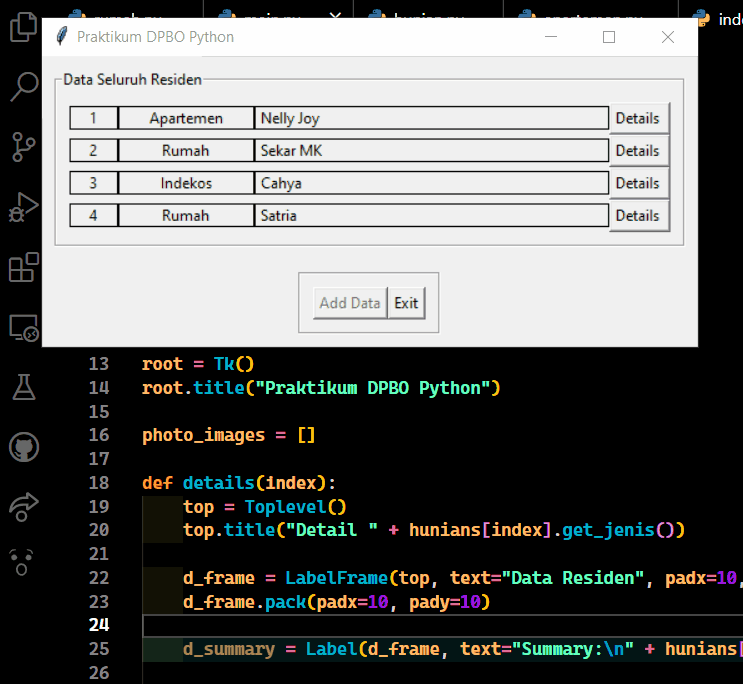 Praktikum DPBO Python
Data Seluruh Residen
1 Apartemen Nelly Joy Details
2 Rumah Sekar MK Details
3 Indekos Cahya Details
4 Rumah Satria Details
Add Data Exit
13 root = Tk()
14 root.title("Praktikum DPBO Python")
15
16 photo_images = []
17
18 def details(index):
19 top = Toplevel()
20 top.title("Detail " + hunians[index].get_jenis())
21
22 d_frame = LabelFrame(top, text="Data Residen", padx=10,
23 d_frame.pack(padx=10, pady=10)
24
25 d_summary = Label(d_frame, text="Summary:\n" + hunians[
26